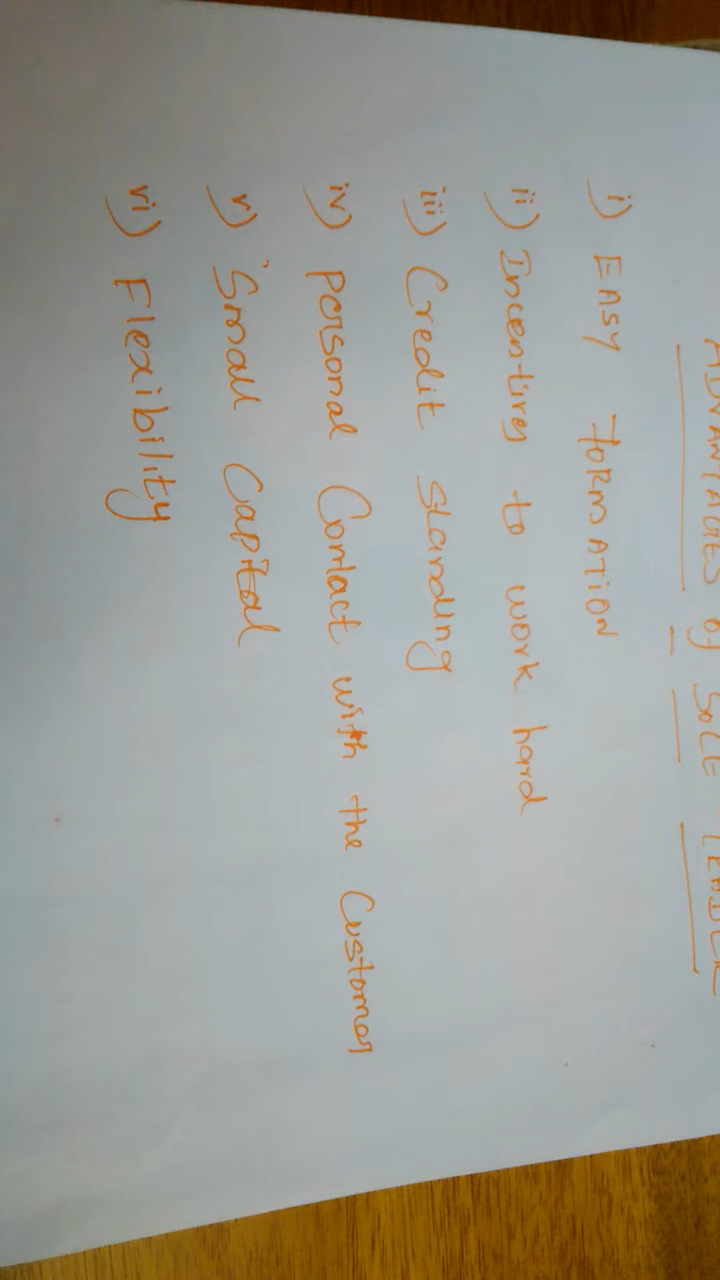 ADVANTAGES of SOLE TRADER
i) EASY FORMATION
ii) Incentives to work hard
iii) Credit standing
iv) personal Contact with the Customer
v) Small Capital
vi) Flexibility